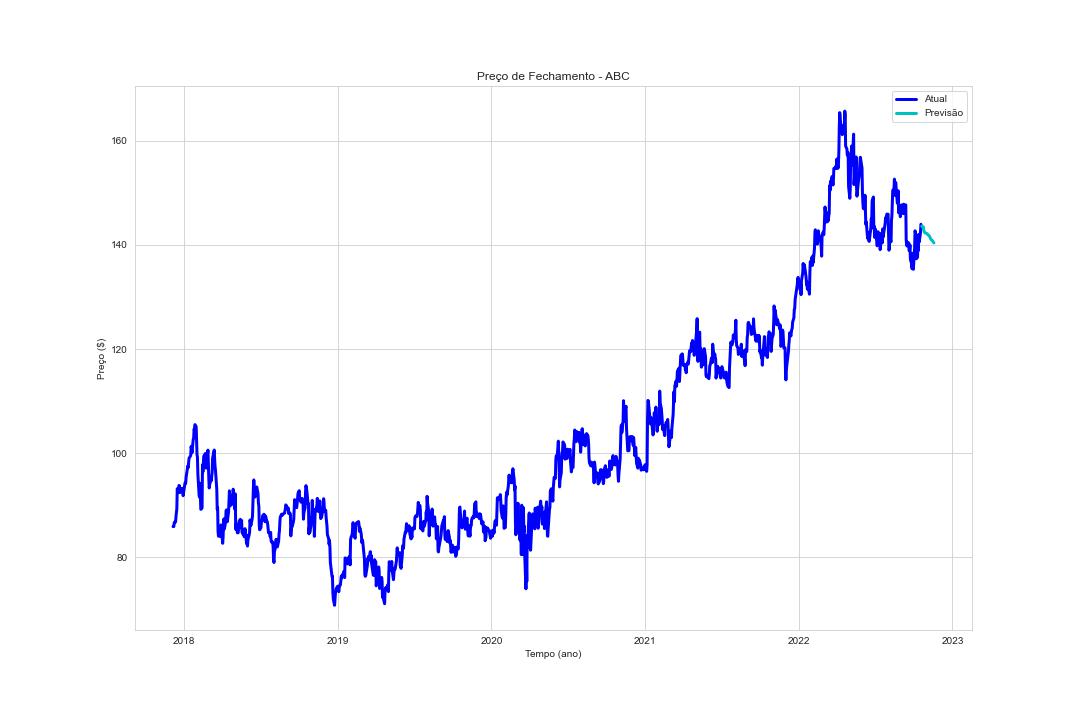 Preço de Fechamento - ABC
Atual
Previsão
160
140
120
100
80
Preço ($)
2018 2019 2020 2021 2022 2023
Tempo (ano)